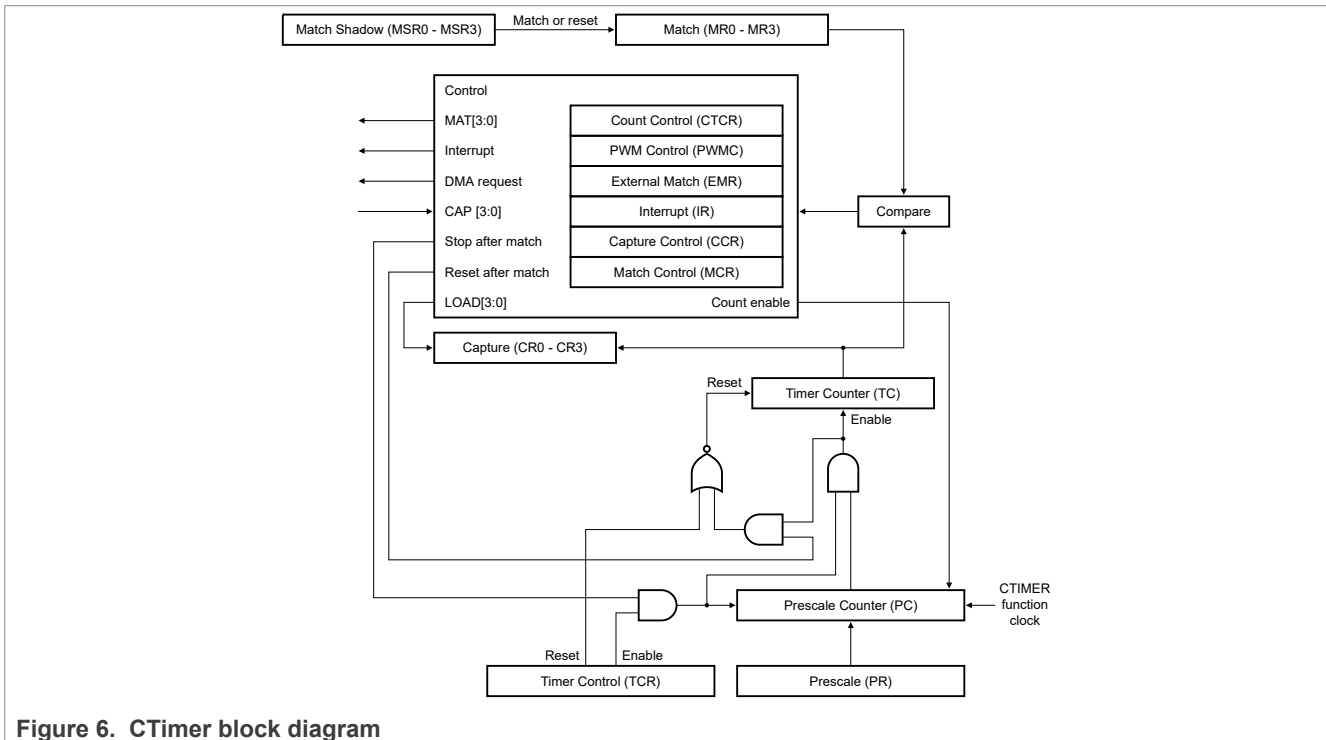 Match Shadow (MSR0 - MSR3)
Match or reset
Match (MR0 - MR3)
Control
MAT[3:0]
Count Control (CTCR)
Interrupt
PWM Control (PWMC)
DMA request
External Match (EMR)
CAP [3:0]
Interrupt (IR)
Compare
Stop after match
Capture Control (CCR)
Reset after match
Match Control (MCR)
LOAD[3:0]
Count enable
Capture (CR0 - CR3)
Reset
Timer Counter (TC)
Enable
CTIMER
function
clock
Prescale Counter (PC)
Reset
Enable
Timer Control (TCR)
Prescale (PR)
Figure 6. CTimer block diagram